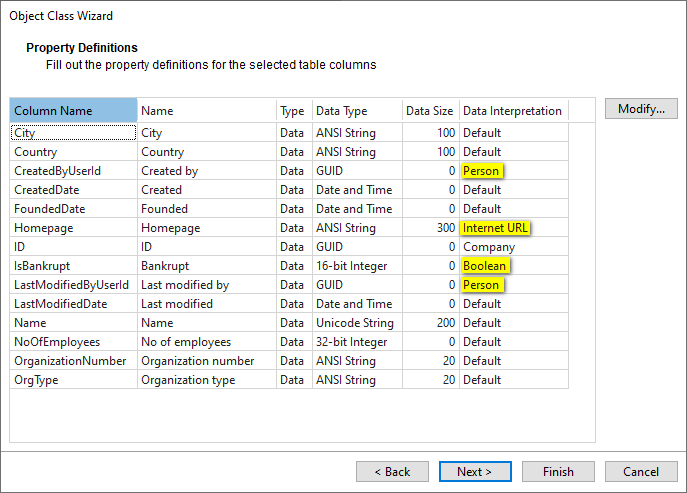 Object Class Wizard
Property Definitions
Fill out the property definitions for the selected table columns
Column Name Name Type Data Type Data Size Data Interpretation
City City Data ANSI String 100 Default
Country Country Data ANSI String 100 Default
CreatedByUserId Created by Data GUID 0 Person
CreatedDate Created Data Date and Time 0 Default
FoundedDate Founded Data Date and Time 0 Default
Homepage Homepage Data ANSI String 300 Internet URL
ID ID Data GUID 0 Company
IsBankrupt Bankrupt Data 16-bit Integer 0 Boolean
LastModifiedByUserId Last modified by Data GUID 0 Person
LastModifiedDate Last modified Data Date and Time 0 Default
Name Name Data Unicode String 200 Default
NoOfEmployees No of employees Data 32-bit Integer 0 Default
OrganizationNumber Organization number Data ANSI String 20 Default
OrgType Organization type Data ANSI String 20 Default
Modify...
< Back Next > Finish Cancel